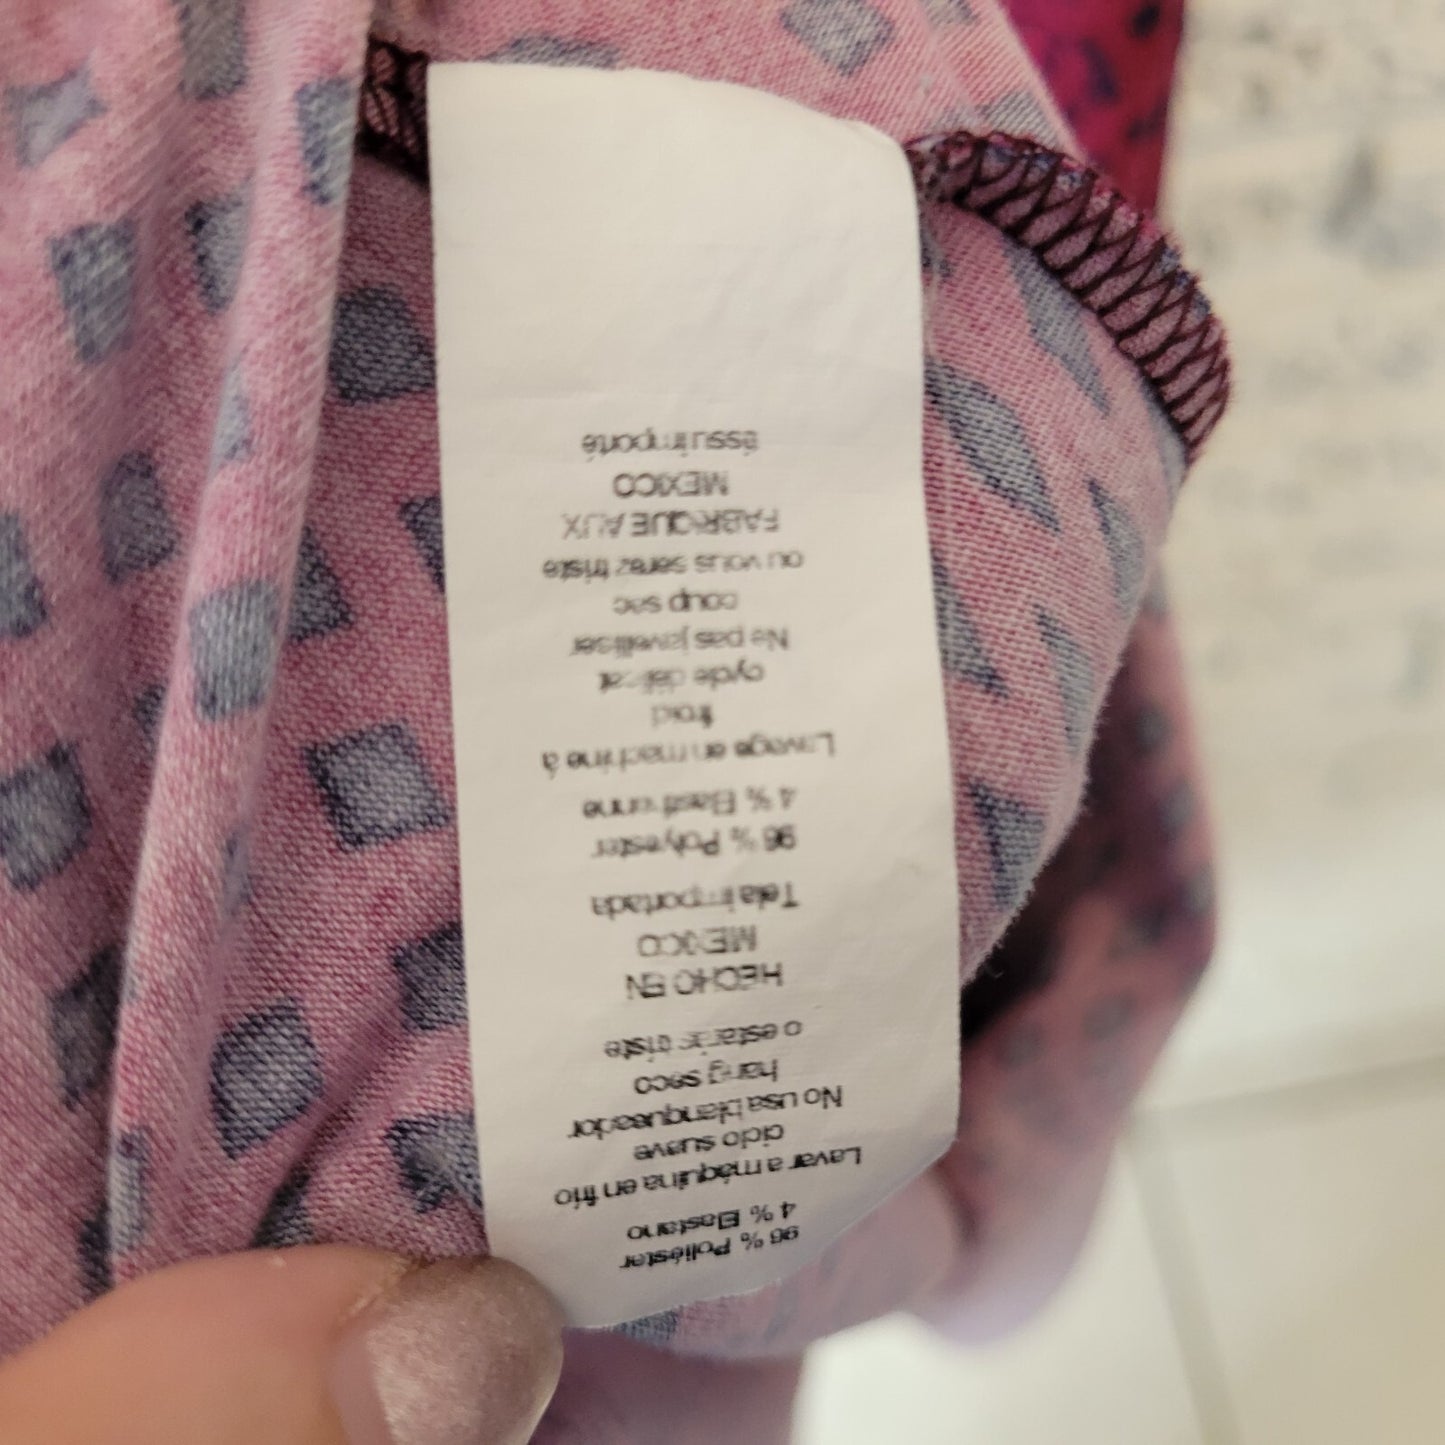 96 % Poliéster
4 % Elastano
Lavar a máquina en frío
ciclo suave
No usa blanqueador
hang seco
o estarás triste
HECHO EN
MEXICO
Tela importada
96 % Polyester
4 % Elasthanne
Lavage en machine à
froid
cycle délicat
Ne pas javelliser
coup sec
ou vous serez triste
FABRIQUE AUX
MEXICO
tissu importé